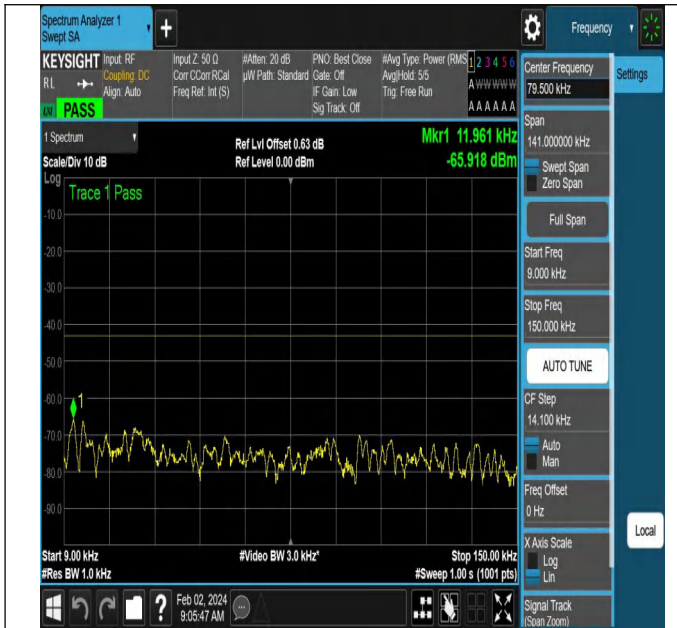 Spectrum Analyzer 1
Swept SA
+
Frequency
KEYSIGHT
RL
PASS
Input: RF
Coupling: DC
Align: Auto
Input Z: 50 Ω
Corr CCorr RCal
Freq Ref: Int (S)
#Atten: 20 dB
µW Path: Standard
PNO: Best Close
Gate: Off
IF Gain: Low
Sig Track: Off
#Avg Type: Power (RMS
Avg|Hold: 5/5
Trig: Free Run
1 2 3 4 5 6
A W W W W W
A A A A A A
Center Frequency
79.500 kHz
Settings
Span
141.000000 kHz
Swept Span
Zero Span
Full Span
Start Freq
9.000 kHz
Stop Freq
150.000 kHz
AUTO TUNE
CF Step
14.100 kHz
Auto
Man
Freq Offset
0 Hz
X Axis Scale
Log
Lin
Signal Track
(Span Zoom)
Local
1 Spectrum
Scale/Div 10 dB
Log
Ref Lvl Offset 0.63 dB
Ref Level 0.00 dBm
Mkr1 11.961 kHz
-65.918 dBm
Trace 1 Pass
-10.0
-20.0
-30.0
-40.0
-50.0
-60.0
-70.0
-80.0
-90.0
1
Start 9.00 kHz
#Res BW 1.0 kHz
#Video BW 3.0 kHz*
Stop 150.00 kHz
#Sweep 1.00 s (1001 pts)
?
Feb 02, 2024
9:05:47 AM